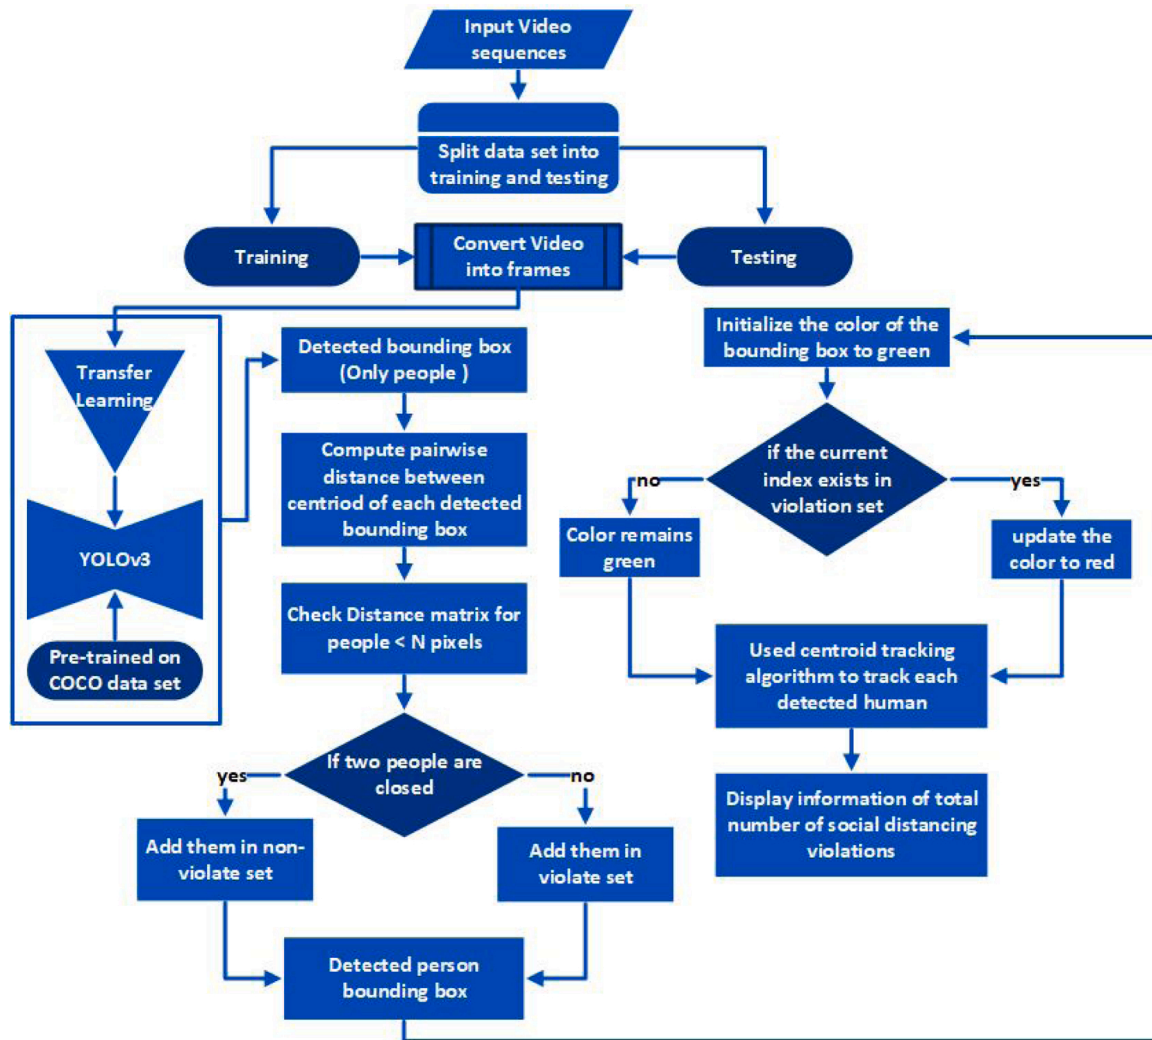 Input Video
sequences
Split data set into
training and testing
Training
Convert Video
into frames
Testing
Transfer
Learning
YOLOv3
Pre-trained on
COCO data set
Detected bounding box
(Only people )
Compute pairwise
distance between
centriod of each detected
bounding box
Check Distance matrix for
people < N pixels
If two people are
closed
yes
no
Add them in non-
violate set
Add them in
violate set
Detected person
bounding box
Initialize the color of the
bounding box to green
if the current
index exists in
violation set
no
yes
Color remains
green
update the
color to red
Used centroid tracking
algorithm to track each
detected human
Display information of total
number of social distancing
violations